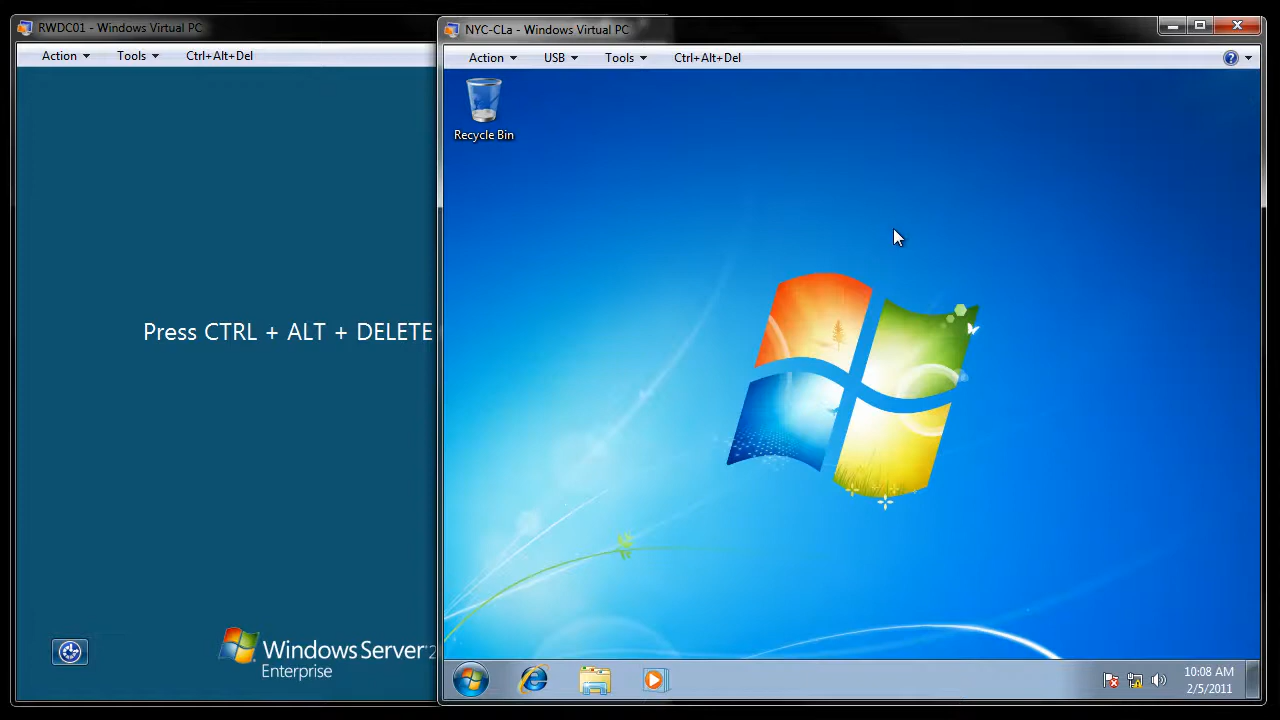 RWDC01 - Windows Virtual PC
Action Tools Ctrl+Alt+Del
Press CTRL + ALT + DELETE
Windows Server
Enterprise
NYC-CLa - Windows Virtual PC
Action USB Tools Ctrl+Alt+Del
Recycle Bin
10:08 AM
2/5/2011